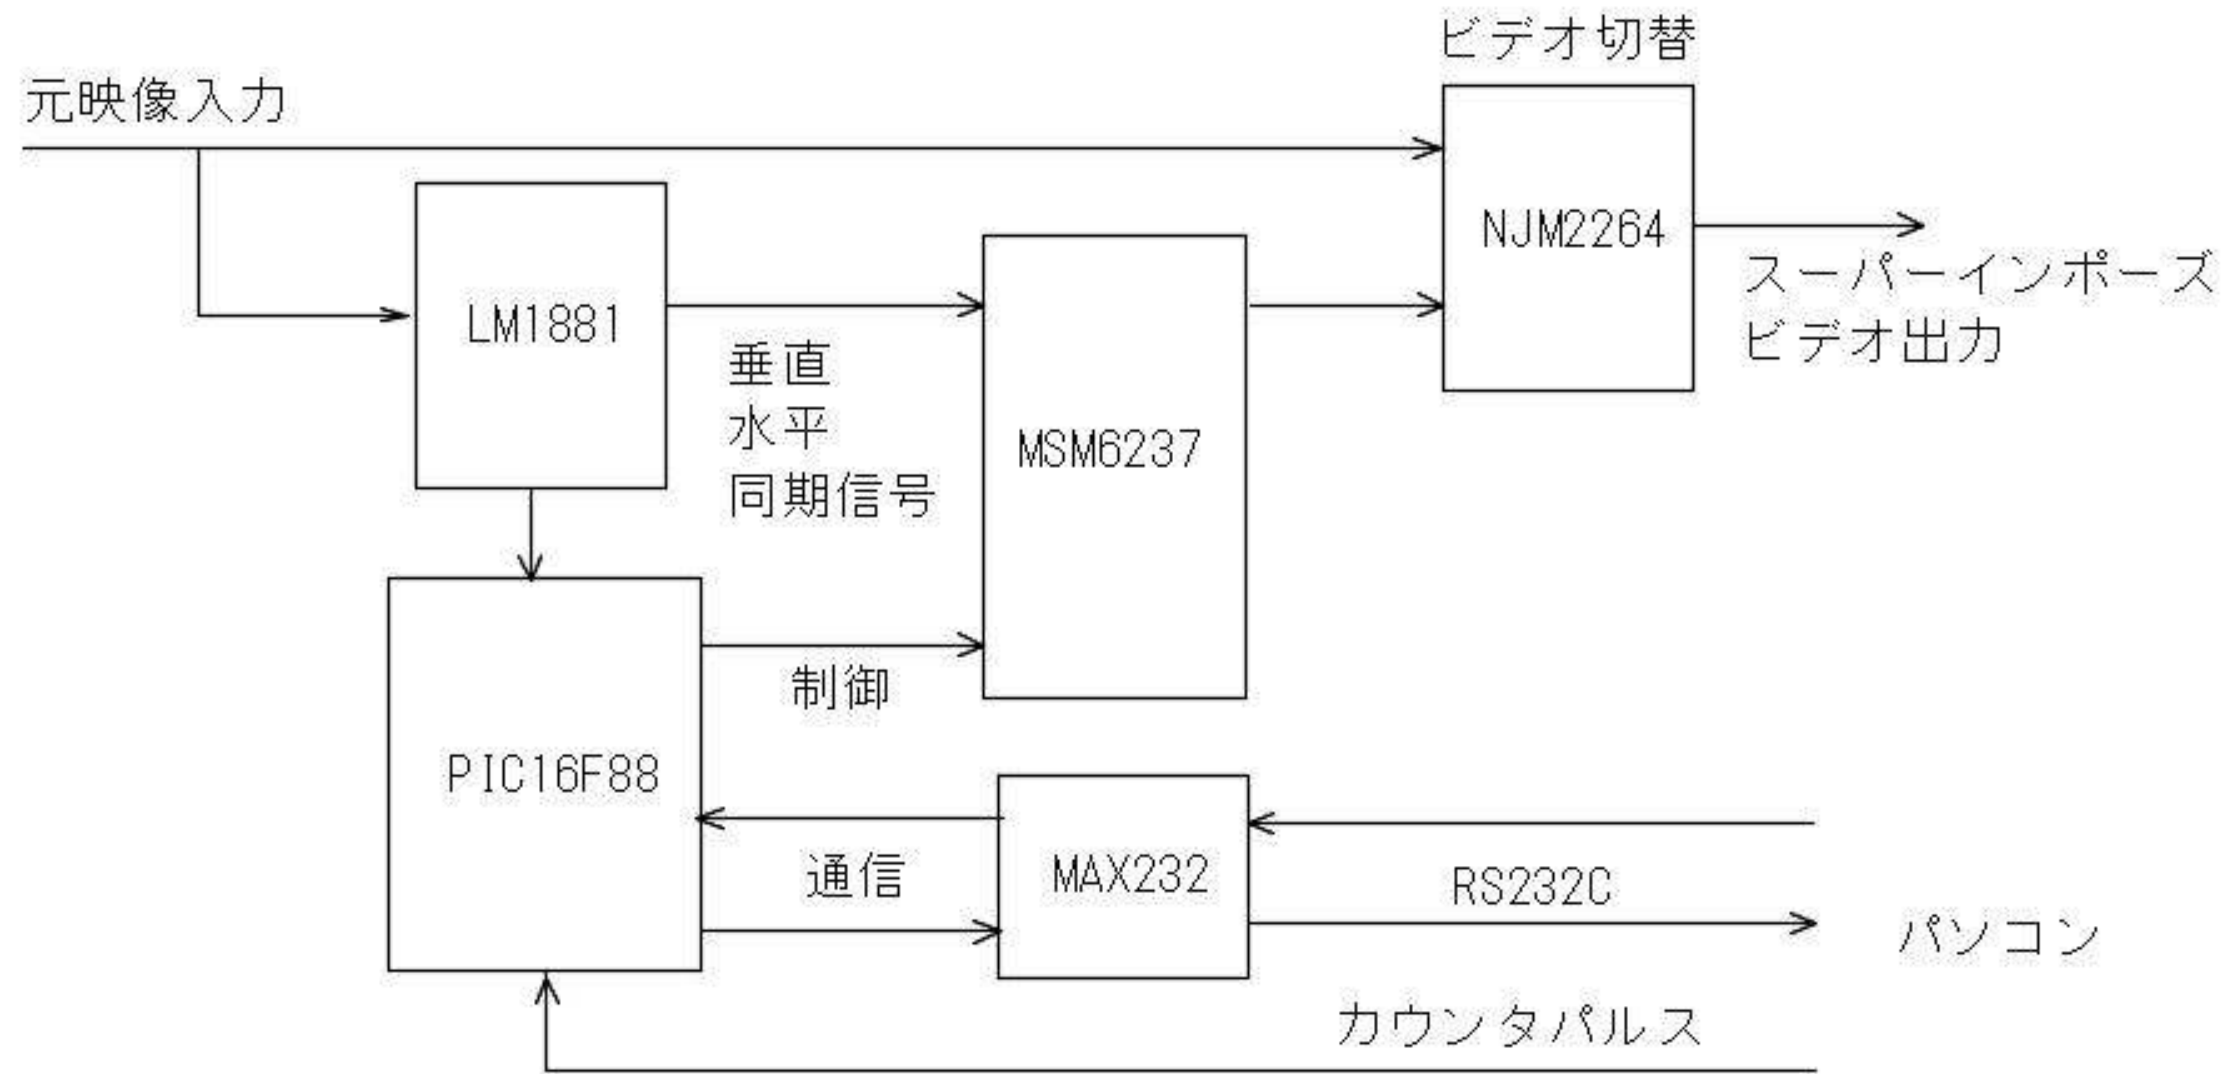 ビデオ切替
元映像入力
NJM2264
スーパーインポーズ
ビデオ出力
LM1881
垂直
水平
同期信号
MSM6237
制御
PIC16F88
通信
MAX232
RS232C
パソコン
カウンタパルス